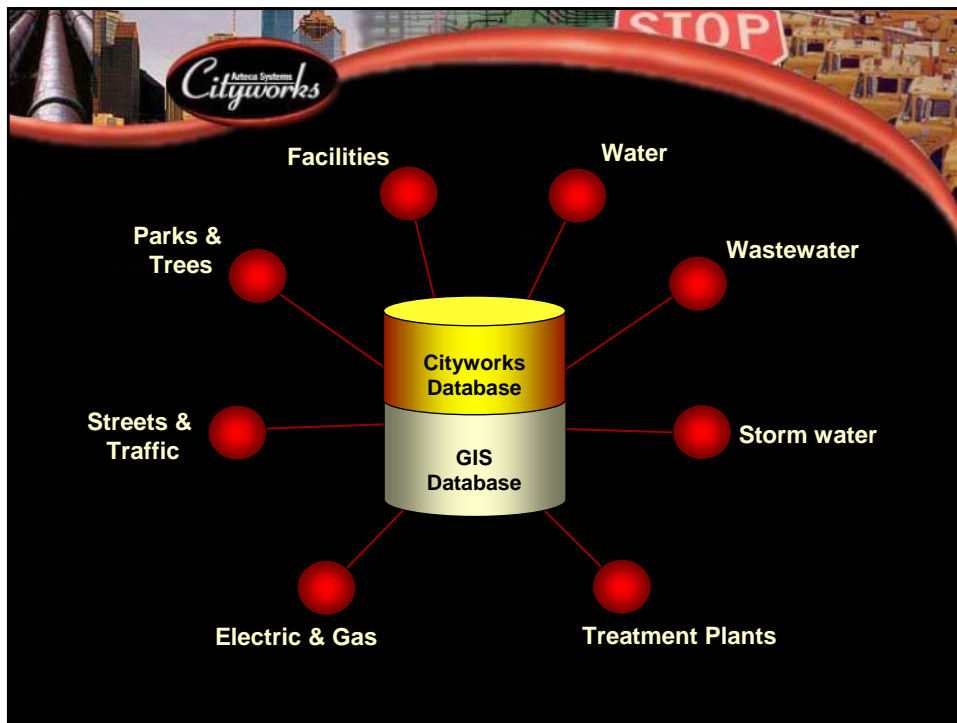 STOP
Azteca Systems
Cityworks
Facilities
Water
Parks &
Trees
Wastewater
Cityworks
Database
Streets &
Traffic
Storm water
GIS
Database
Electric & Gas
Treatment Plants